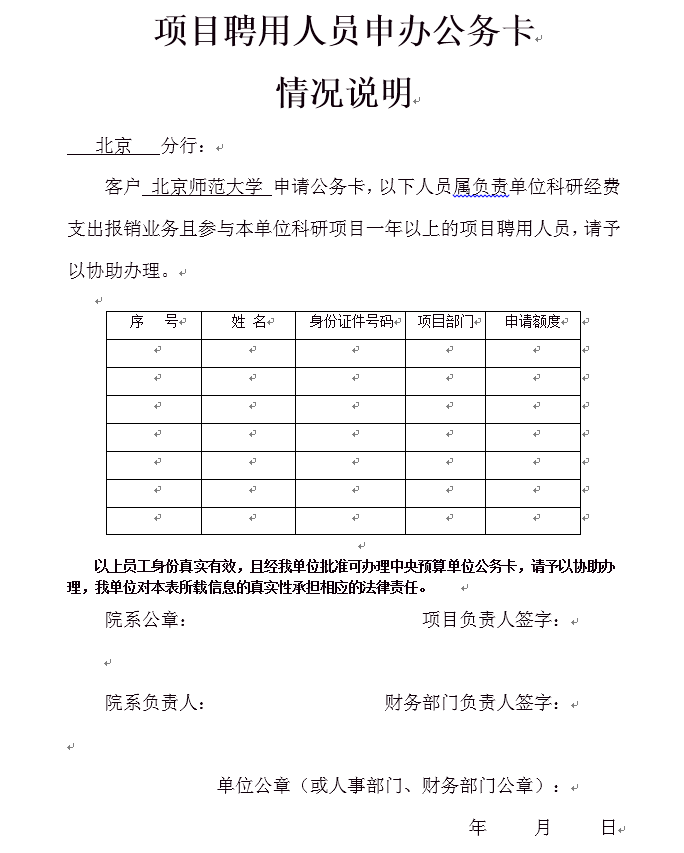 项目聘用人员申办公务卡
情况说明
北京 分行：
客户 北京师范大学 申请公务卡，以下人员属负责单位科研经费
支出报销业务且参与本单位科研项目一年以上的项目聘用人员，请予
以协助办理。
序 号 姓 名 身份证件号码 项目部门 申请额度
以上员工身份真实有效，且经我单位批准可办理中央预算单位公务卡，请予以协助办
理，我单位对本表所载信息的真实性承担相应的法律责任。
院系公章： 项目负责人签字：
院系负责人： 财务部门负责人签字：
单位公章（或人事部门、财务部门公章）：
年 月 日